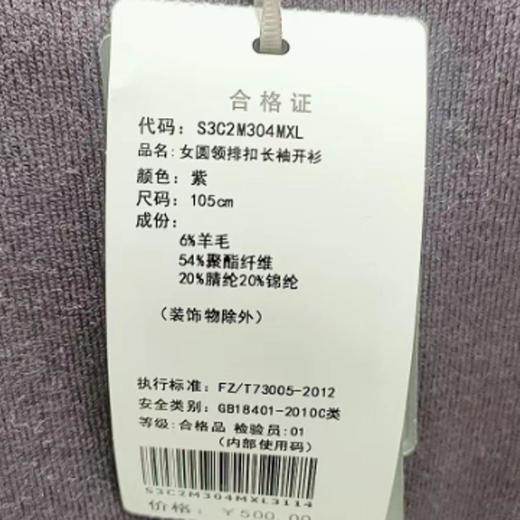 合格证
代码：S3C2M304MXL
品名：女圆领排扣长袖开衫
颜色：紫
尺码：105cm
成份：
6%羊毛
54%聚酯纤维
20%腈纶20%锦纶
（装饰物除外）
执行标准：FZ/T73005-2012
安全类别：GB18401-2010C类
等级:合格品 检验员:01
（内部使用码）
S3C2M304MXL3114
价格：￥500.00